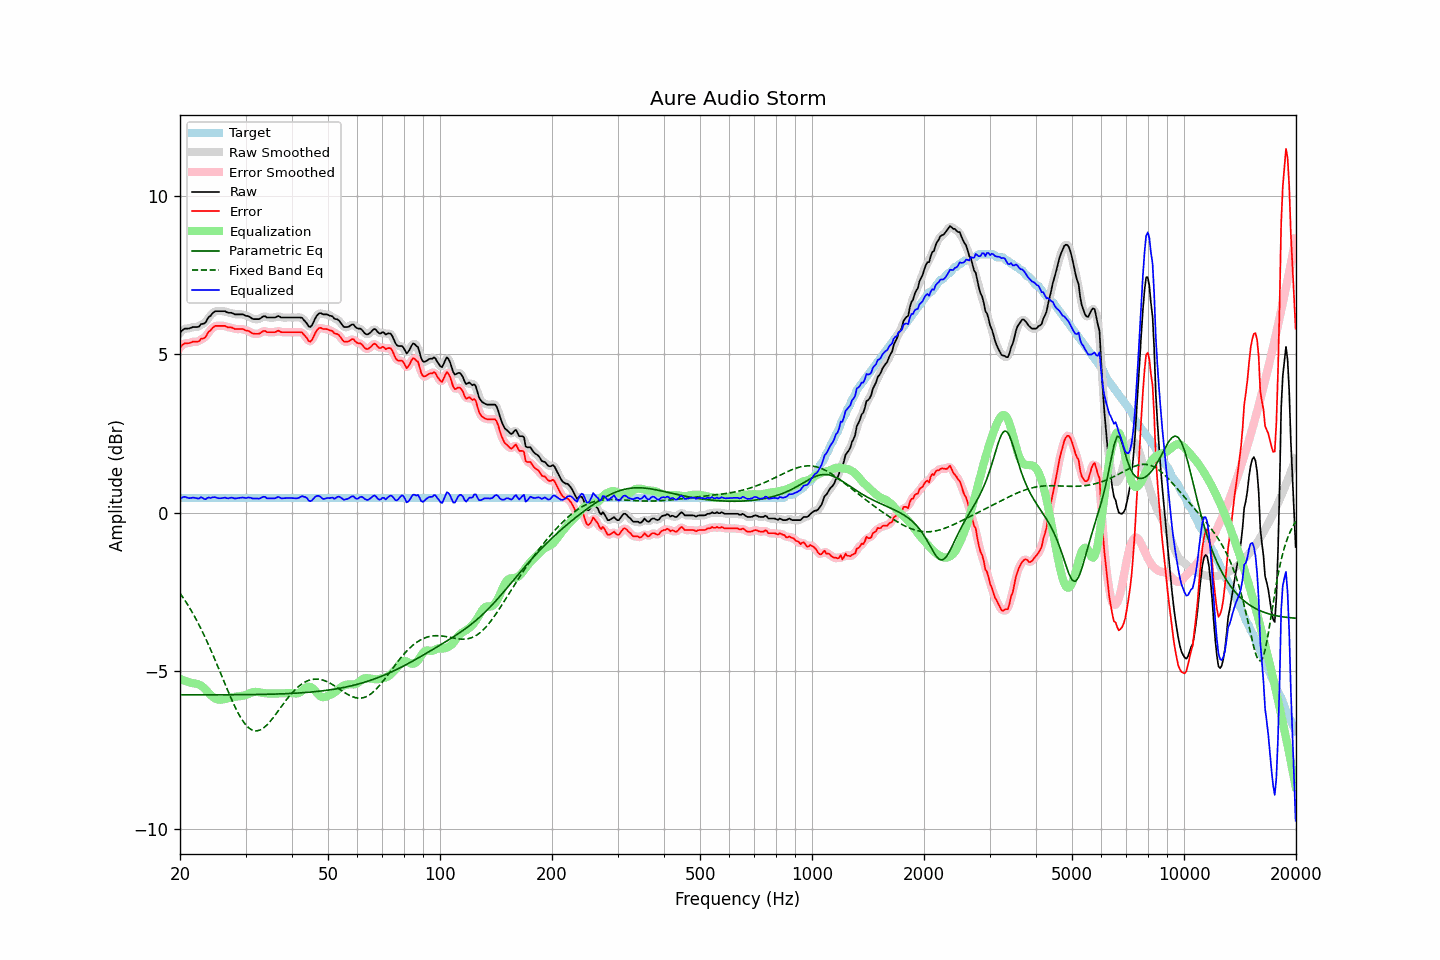 Aure Audio Storm
Target
Raw Smoothed
Error Smoothed
Raw
Error
Equalization
Parametric Eq
Fixed Band Eq
Equalized
10
5
0
−5
−10
Amplitude (dBr)
20
50
100
200
500
1000
2000
5000
10000
20000
Frequency (Hz)